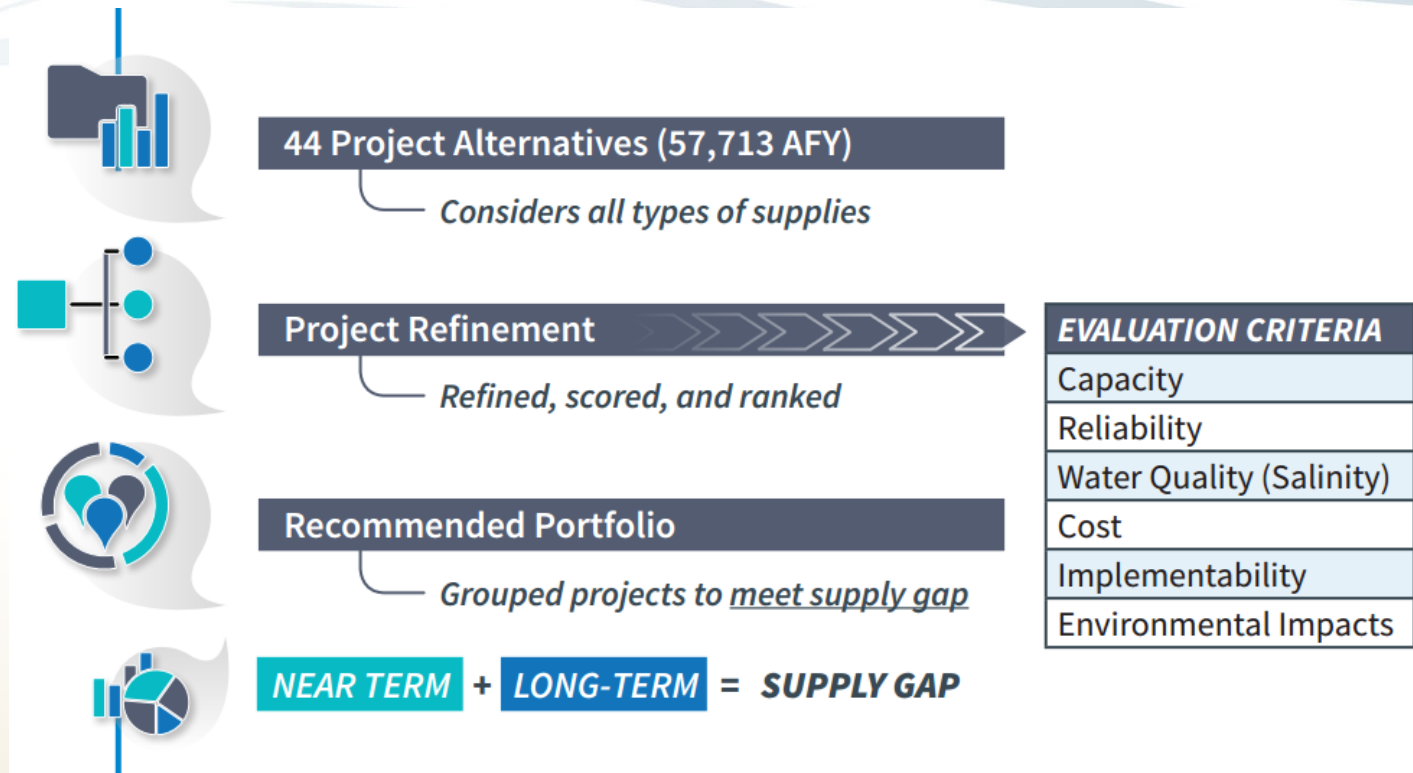 44 Project Alternatives (57,713 AFY)
Considers all types of supplies
Project Refinement
Refined, scored, and ranked
EVALUATION CRITERIA
Capacity
Reliability
Water Quality (Salinity)
Cost
Implementability
Environmental Impacts
Recommended Portfolio
Grouped projects to meet supply gap
NEAR TERM + LONG-TERM = SUPPLY GAP